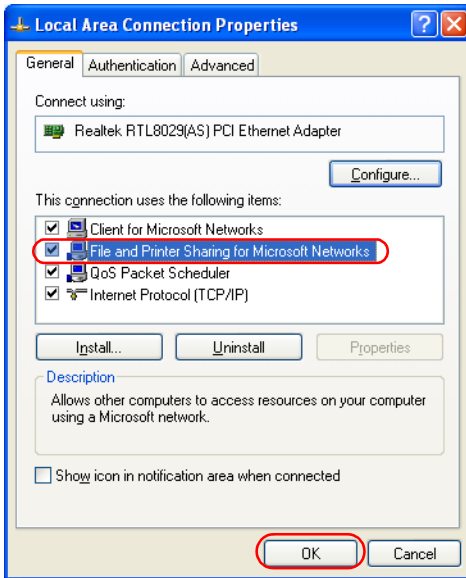 Local Area Connection Properties
General Authentication Advanced
Connect using:
Realtek RTL8029(AS) PCI Ethernet Adapter
Configure...
This connection uses the following items:
Client for Microsoft Networks
File and Printer Sharing for Microsoft Networks
QoS Packet Scheduler
Internet Protocol (TCP/IP)
Install... Uninstall Properties
Description
Allows other computers to access resources on your computer
using a Microsoft network.
Show icon in notification area when connected
OK Cancel